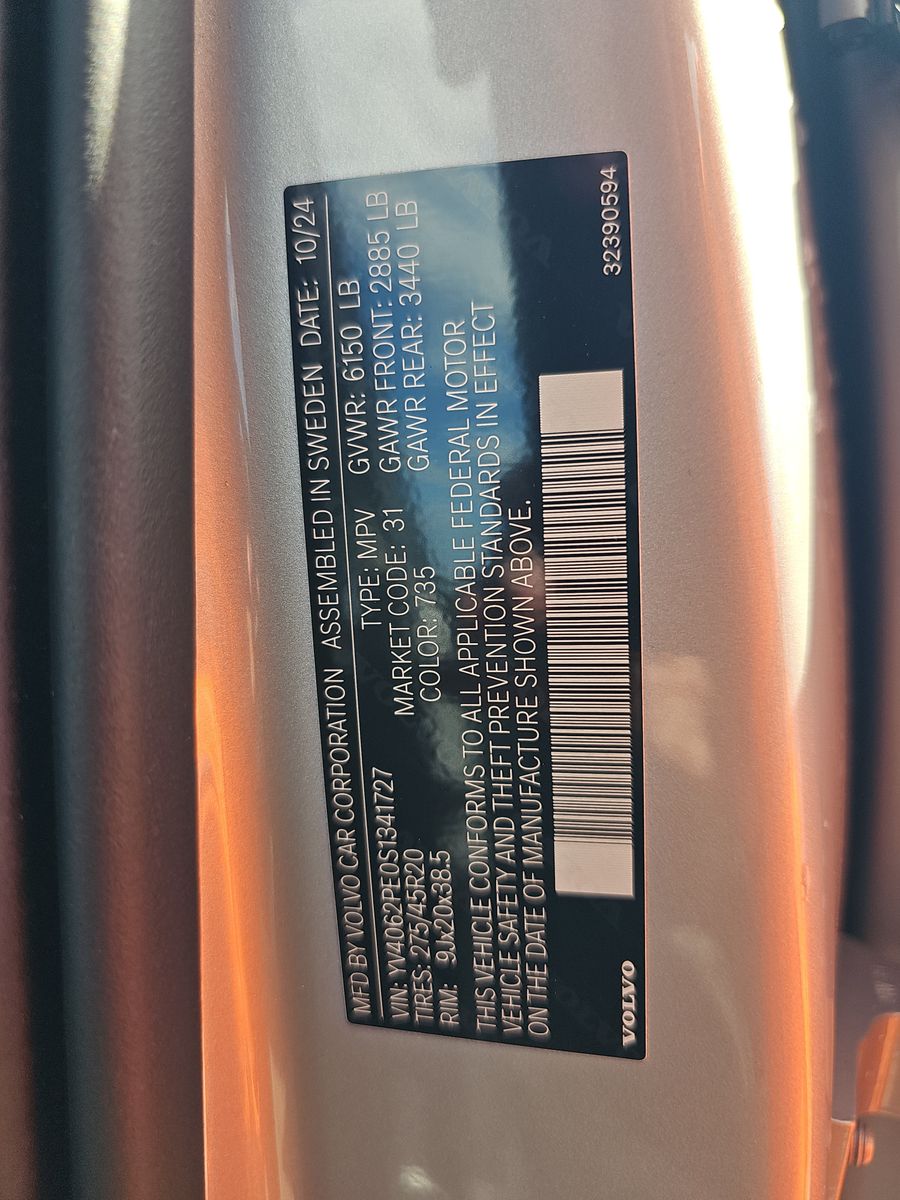 MFD BY VOLVO CAR CORPORATION ASSEMBLED IN SWEDEN DATE: 10/24
VIN: YV4062PE0S1341727 TYPE: MPV GVWR: 6150 LB
TIRES: 275/45R20 MARKET CODE: 31 GAWR FRONT: 2885 LB
RIM: 9Jx20x38.5 COLOR: 735 GAWR REAR: 3440 LB
THIS VEHICLE CONFORMS TO ALL APPLICABLE FEDERAL MOTOR
VEHICLE SAFETY AND THEFT PREVENTION STANDARDS IN EFFECT
ON THE DATE OF MANUFACTURE SHOWN ABOVE.
VOLVO 32390594